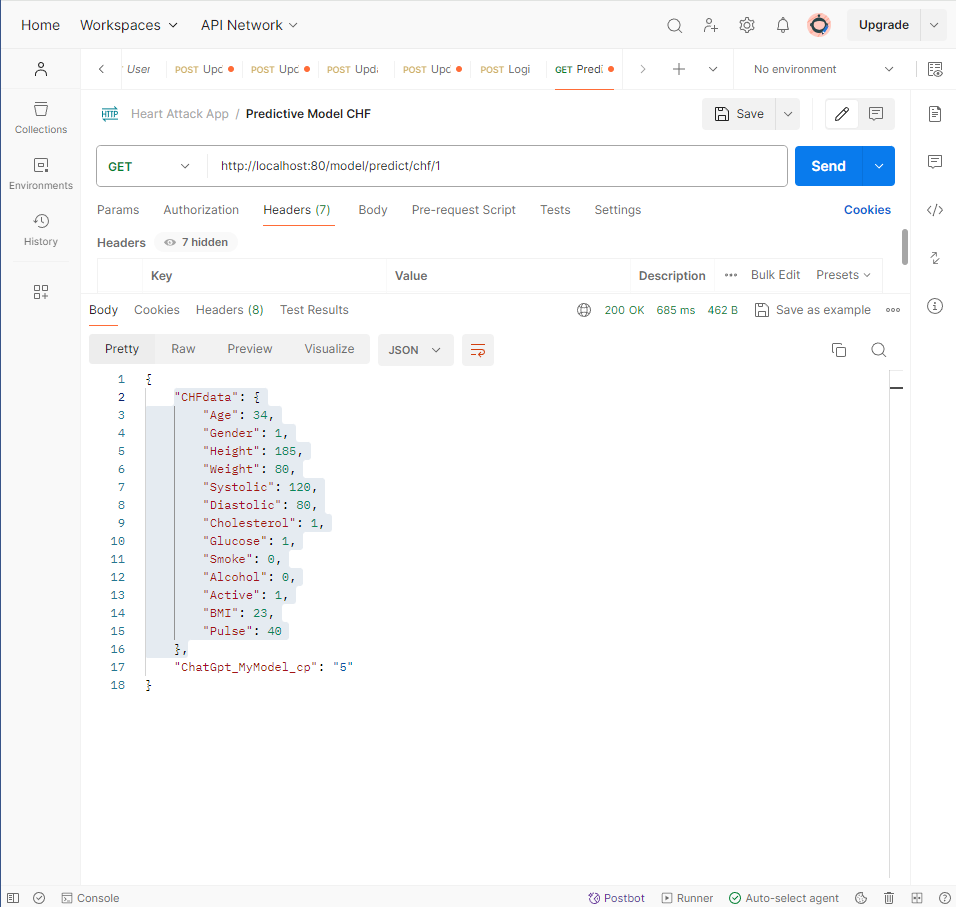 Home Workspaces API Network Upgrade
User POST Upc POST Upc POST Upd POST Upc POST Logi GET Predi No environment
HTTP Heart Attack App / Predictive Model CHF Save
Collections
GET http://localhost:80/model/predict/chf/1 Send
Environments
Params Authorization Headers (7) Body Pre-request Script Tests Settings Cookies
History
Headers 7 hidden
Key Value Description Bulk Edit Presets
Body Cookies Headers (8) Test Results 200 OK 685 ms 462 B Save as example
Pretty Raw Preview Visualize JSON
1 {
2 "CHFdata": {
3 "Age": 34,
4 "Gender": 1,
5 "Height": 185,
6 "Weight": 80,
7 "Systolic": 120,
8 "Diastolic": 80,
9 "Cholesterol": 1,
10 "Glucose": 1,
11 "Smoke": 0,
12 "Alcohol": 0,
13 "Active": 1,
14 "BMI": 23,
15 "Pulse": 40
16 },
17 "ChatGpt_MyModel_cp": "5"
18 }
Console Postbot Runner Auto-select agent